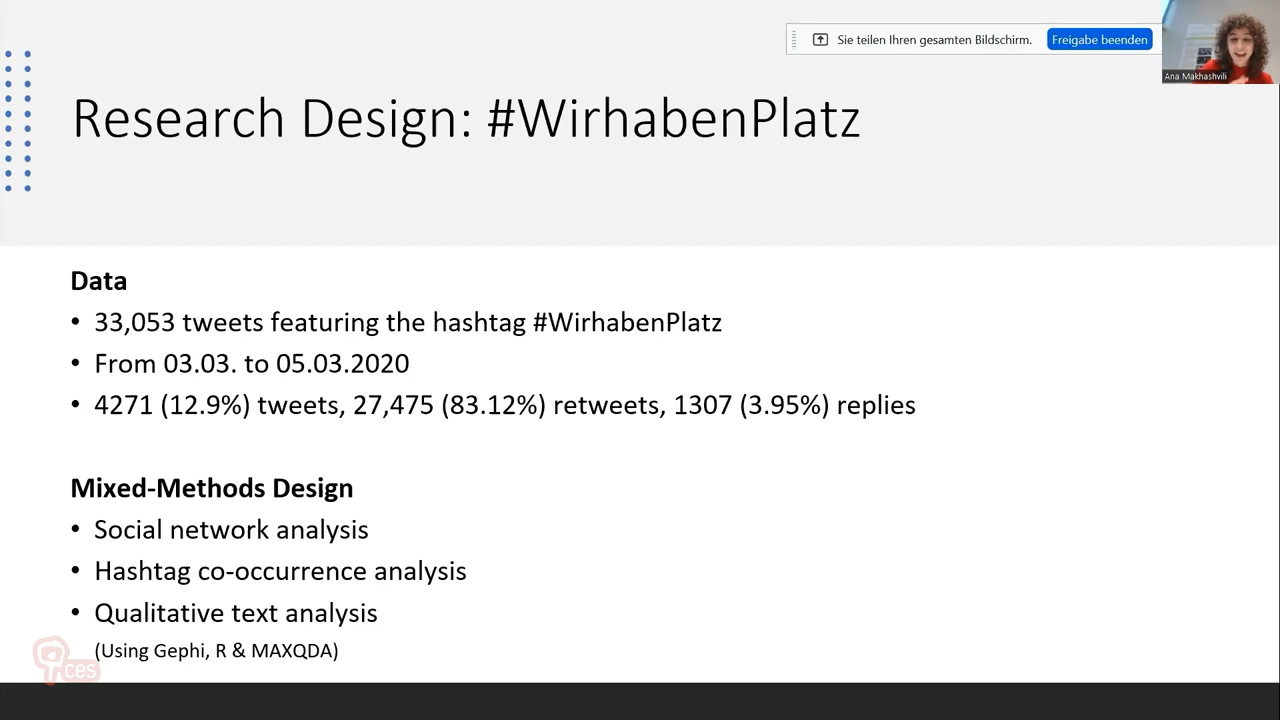 Sie teilen Ihren gesamten Bildschirm. Freigabe beenden
Ana Makhashvili
Research Design: #WirhabenPlatz
Data
• 33,053 tweets featuring the hashtag #WirhabenPlatz
• From 03.03. to 05.03.2020
• 4271 (12.9%) tweets, 27,475 (83.12%) retweets, 1307 (3.95%) replies
Mixed-Methods Design
• Social network analysis
• Hashtag co-occurrence analysis
• Qualitative text analysis
(Using Gephi, R & MAXQDA)
ces